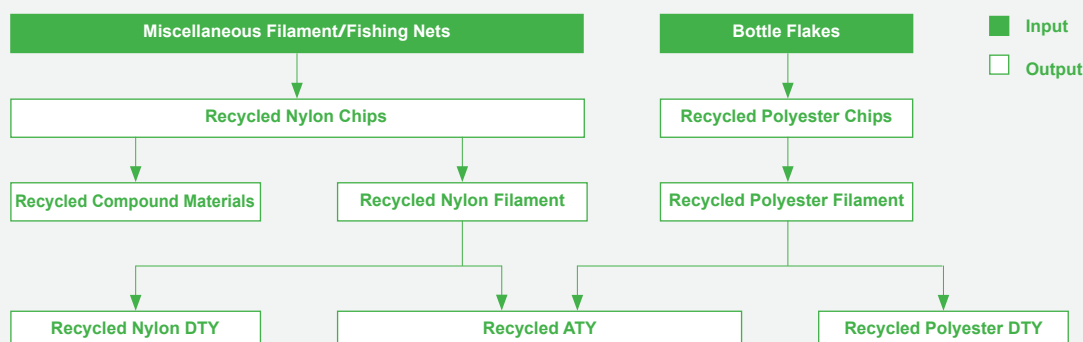 Miscellaneous Filament/Fishing Nets
Bottle Flakes
Input
Output
Recycled Nylon Chips
Recycled Polyester Chips
Recycled Compound Materials
Recycled Nylon Filament
Recycled Polyester Filament
Recycled Nylon DTY
Recycled ATY
Recycled Polyester DTY